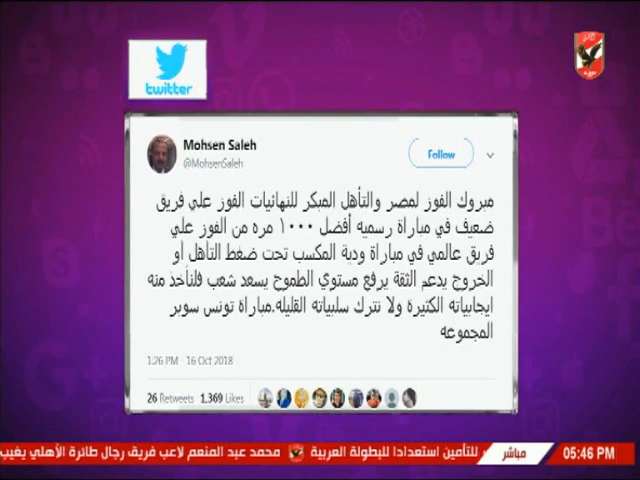 twitter
Mohsen Saleh
@MohsenSaleh
Follow
مبروك الفوز لمصر والتأهل المبكر للنهائيات الفوز علي فريق
ضعيف في مباراة رسميه أفضل ١٠٠٠ مره من الفوز علي
فريق عالمي في مباراة ودية المكسب تحت ضغط التأهل أو
الخروج يدعم الثقة يرفع مستوي الطموح يسعد شعب فلنأخذ منه
ايجابياته الكثيرة ولا نترك سلبياته القليله.مباراة تونس سوبر
المجموعه
1:26 PM - 16 Oct 2018
26 Retweets 1,369 Likes
05:46 PM
مباشر
للتأمين استعدادا للبطولة العربية
محمد عبد المنعم لاعب فريق رجال طائرة الأهلي يغيب